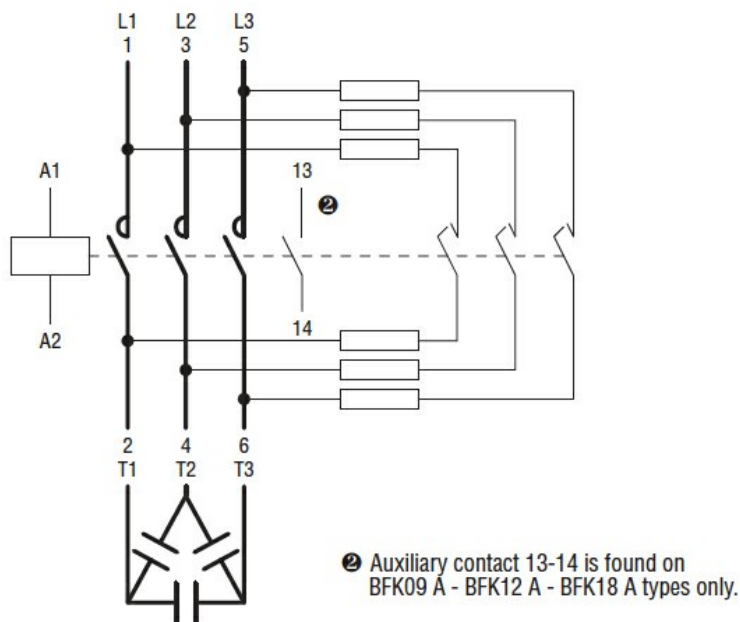 L1 L2 L3
1 3 5
A1
13
❷
14
A2
2 4 6
T1 T2 T3
❷ Auxiliary contact 13-14 is found on
BFK09 A - BFK12 A - BFK18 A types only.